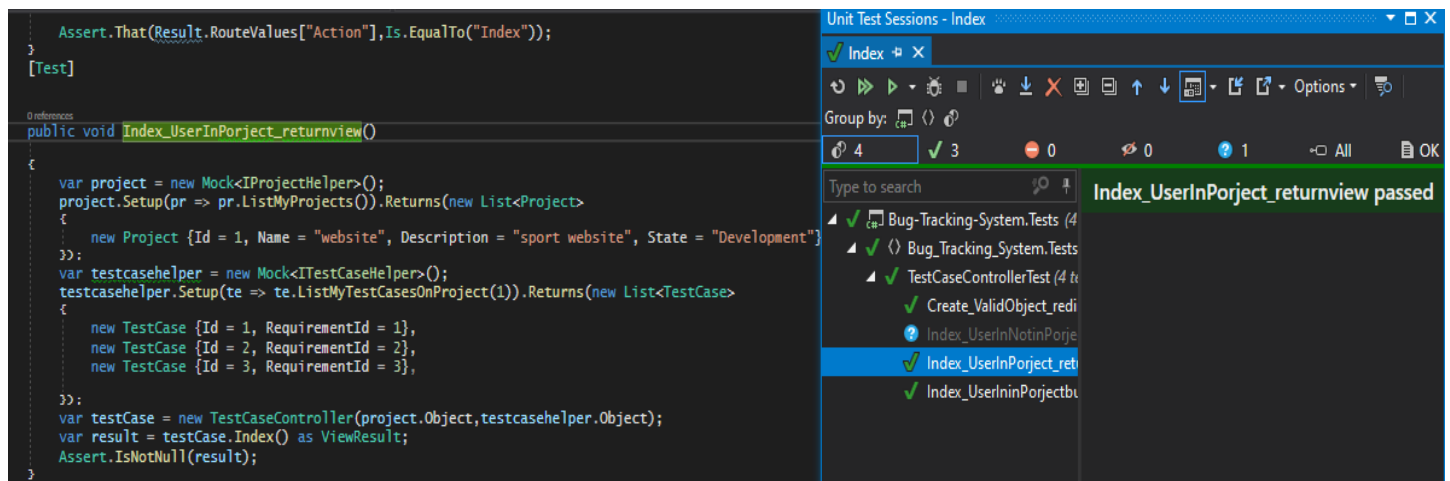 Assert.That(Result.RouteValues["Action"],Is.EqualTo("Index"));
}
[Test]
0 references
public void Index_UserInPorject_returnview()
{
var project = new Mock<IProjectHelper>();
project.Setup(pr => pr.ListMyProjects()).Returns(new List<Project>
{
new Project {Id = 1, Name = "website", Description = "sport website", State = "Development"}
});
var testcasehelper = new Mock<ITestCaseHelper>();
testcasehelper.Setup(te => te.ListMyTestCasesOnProject(1)).Returns(new List<TestCase>
{
new TestCase {Id = 1, RequirementId = 1},
new TestCase {Id = 2, RequirementId = 2},
new TestCase {Id = 3, RequirementId = 3},
});
var testCase = new TestCaseController(project.Object,testcasehelper.Object);
var result = testCase.Index() as ViewResult;
Assert.IsNotNull(result);
}
Unit Test Sessions - Index
Index
Options
Group by:
4 3 0 0 1 All OK
Type to search
Index_UserInPorject_returnview passed
Bug-Tracking-System.Tests (4
Bug_Tracking_System.Tests
TestCaseControllerTest (4 te
Create_ValidObject_redi
Index_UserInNotinPorje
Index_UserInPorject_retu
Index_UserIninPorjectbu